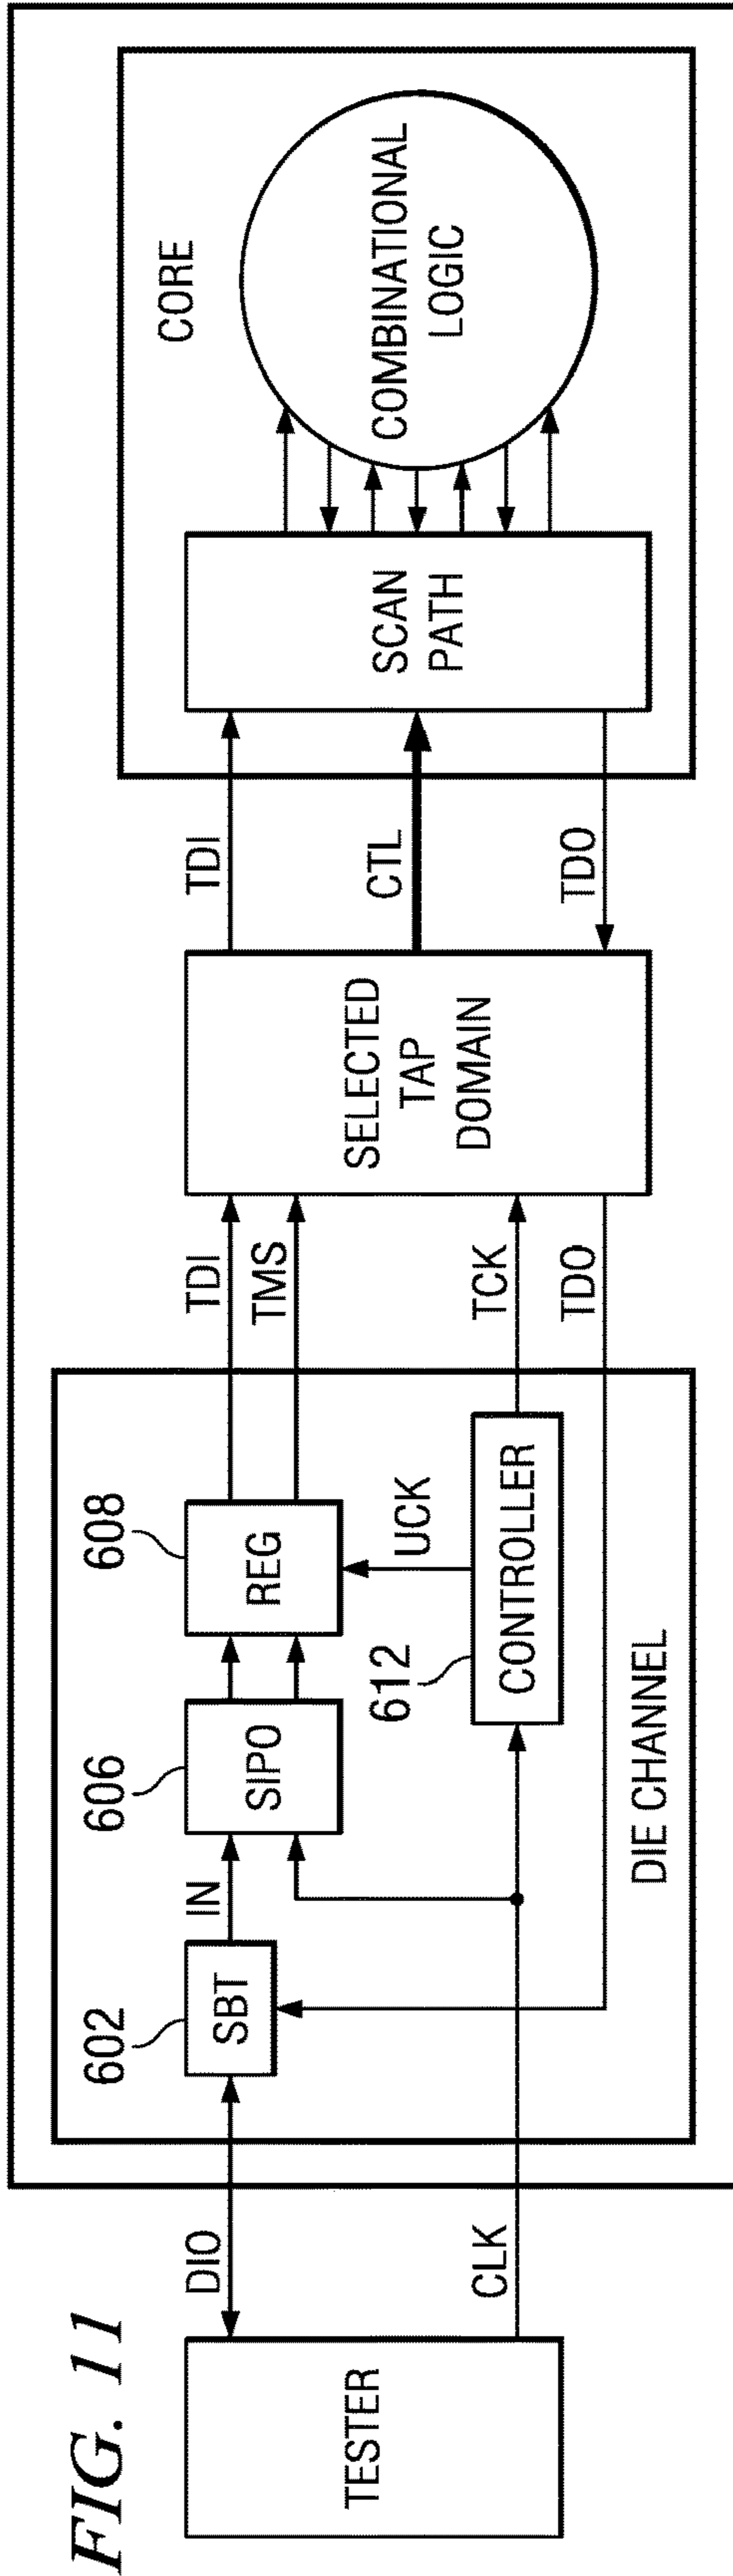 FIG. 11
TESTER
DIO
CLK
602
SBT
IN
606
SIPO
608
REG
UCK
612
CONTROLLER
DIE CHANNEL
TDI
TMS
TCK
TDO
SELECTED
TAP
DOMAIN
TDI
CTL
TDO
CORE
SCAN
PATH
COMBINATIONAL
LOGIC